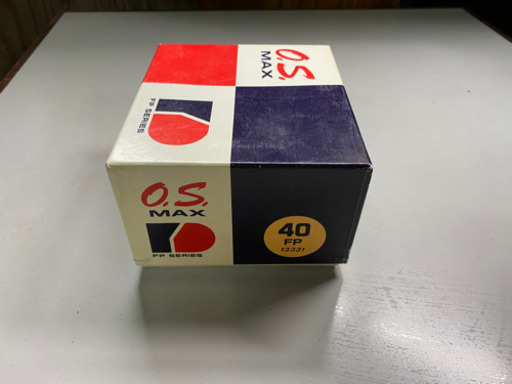 O.S.
MAX
FP SERIES
O.S.
MAX
FP SERIES
40
FP
13331